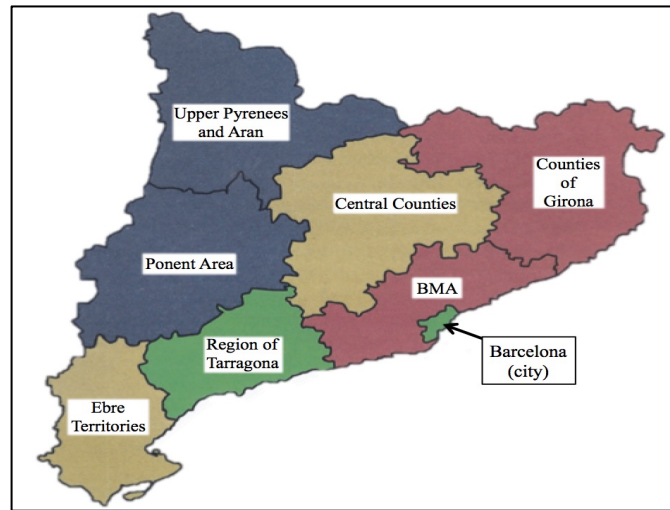 Upper Pyrenees
and Aran
Counties
of
Girona
Central Counties
Ponent Area
BMA
Region of
Tarragona
Barcelona
(city)
Ebre
Territories